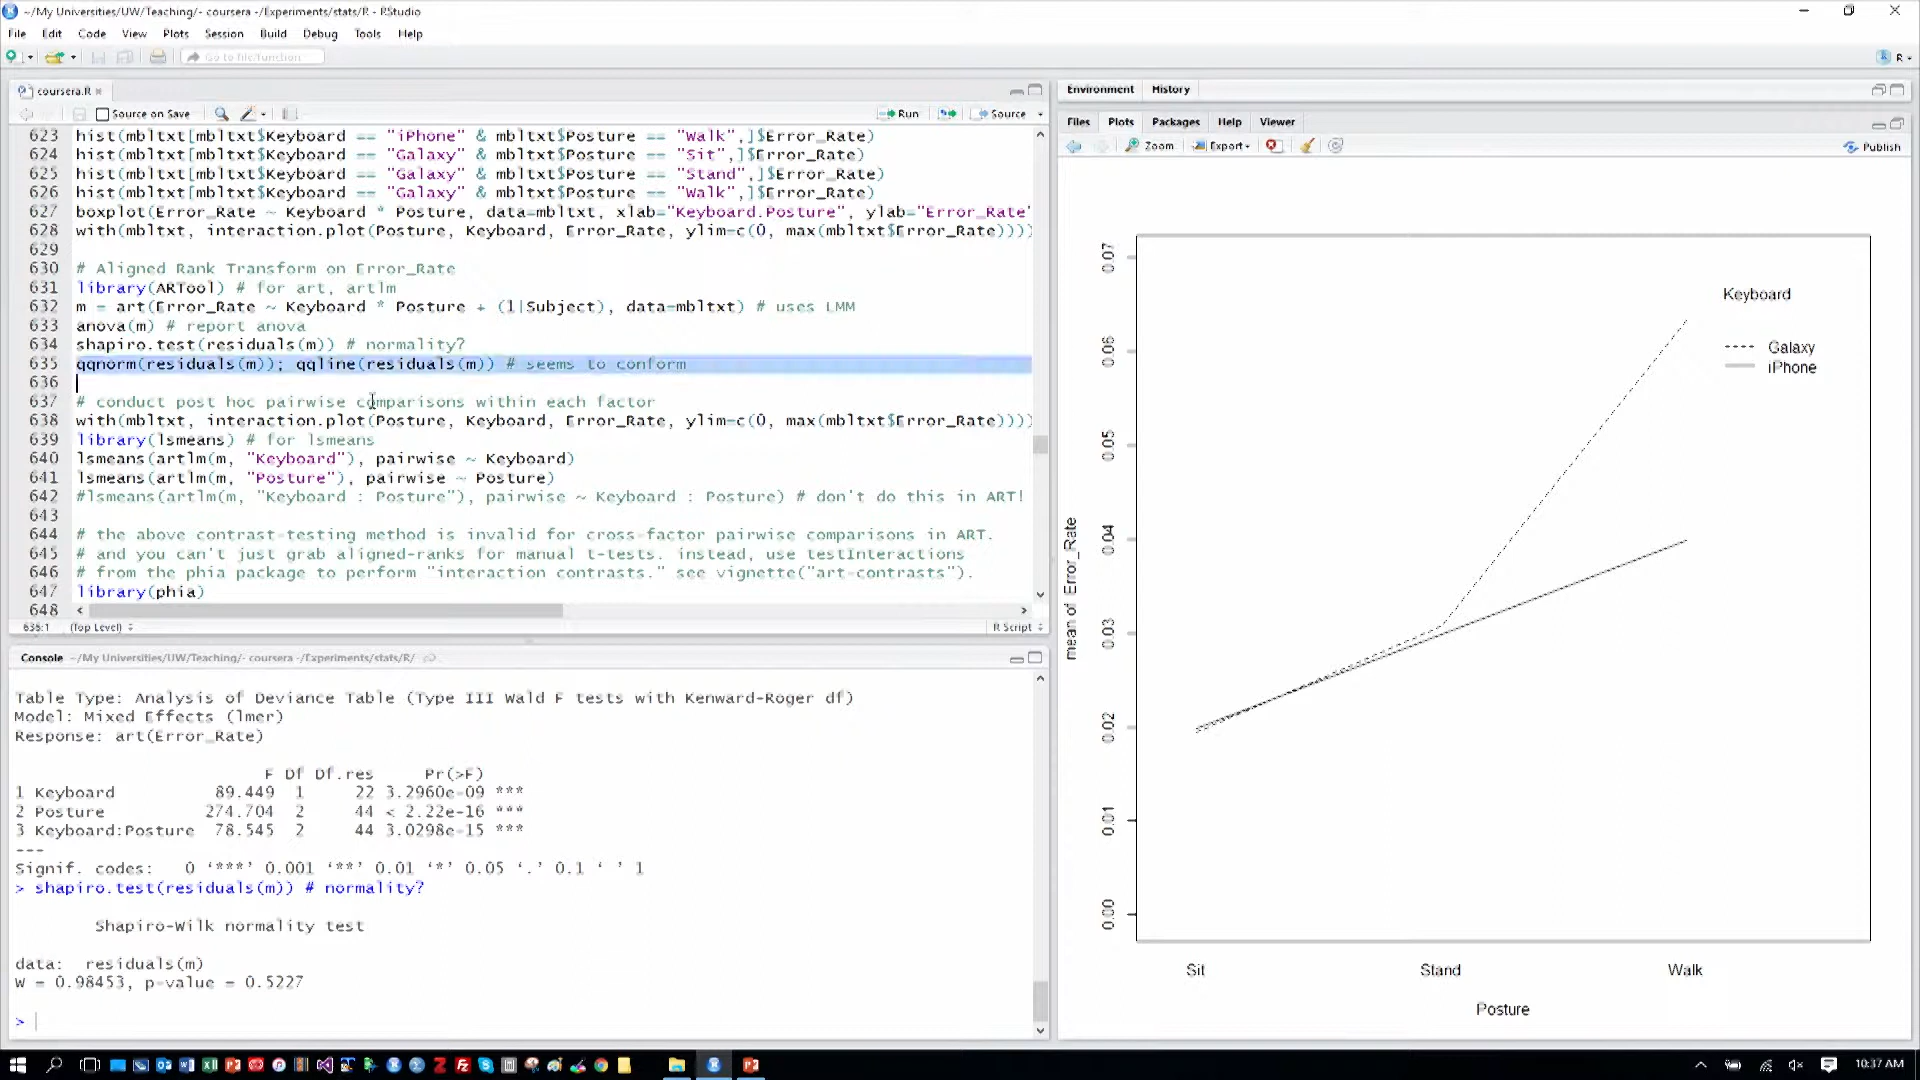 ~/My Universities/UW/Teaching/- coursera -/Experiments/stats/R - RStudio
File Edit Code View Plots Session Build Debug Tools Help
Go to file/function
R
coursera.R
Source on Save
Run
Source
623 hist(mbltxt[mbltxt$Keyboard == "iPhone" & mbltxt$Posture == "Walk",]$Error_Rate)
624 hist(mbltxt[mbltxt$Keyboard == "Galaxy" & mbltxt$Posture == "Sit",]$Error_Rate)
625 hist(mbltxt[mbltxt$Keyboard == "Galaxy" & mbltxt$Posture == "Stand",]$Error_Rate)
626 hist(mbltxt[mbltxt$Keyboard == "Galaxy" & mbltxt$Posture == "Walk",]$Error_Rate)
627 boxplot(Error_Rate ~ Keyboard * Posture, data=mbltxt, xlab="Keyboard.Posture", ylab="Error_Rate"
628 with(mbltxt, interaction.plot(Posture, Keyboard, Error_Rate, ylim=c(0, max(mbltxt$Error_Rate))))
629
630 # Aligned Rank Transform on Error_Rate
631 library(ARTool) # for art, artlm
632 m = art(Error_Rate ~ Keyboard * Posture + (1|Subject), data=mbltxt) # uses LMM
633 anova(m) # report anova
634 shapiro.test(residuals(m)) # normality?
635 qqnorm(residuals(m)); qqline(residuals(m)) # seems to conform
636
637 # conduct post hoc pairwise comparisons within each factor
638 with(mbltxt, interaction.plot(Posture, Keyboard, Error_Rate, ylim=c(0, max(mbltxt$Error_Rate))))
639 library(lsmeans) # for lsmeans
640 lsmeans(artlm(m, "Keyboard"), pairwise ~ Keyboard)
641 lsmeans(artlm(m, "Posture"), pairwise ~ Posture)
642 #lsmeans(artlm(m, "Keyboard : Posture"), pairwise ~ Keyboard : Posture) # don't do this in ART!
643
644 # the above contrast-testing method is invalid for cross-factor pairwise comparisons in ART.
645 # and you can't just grab aligned-ranks for manual t-tests. instead, use testInteractions
646 # from the phia package to perform "interaction contrasts." see vignette("art-contrasts").
647 library(phia)
648
636:1 (Top Level) R Script
Console ~/My Universities/UW/Teaching/- coursera -/Experiments/stats/R/
Table Type: Analysis of Deviance Table (Type III Wald F tests with Kenward-Roger df)
Model: Mixed Effects (lmer)
Response: art(Error_Rate)
F Df Df.res Pr(>F)
1 Keyboard 89.449 1 22 3.2960e-09 ***
2 Posture 274.704 2 44 < 2.22e-16 ***
3 Keyboard:Posture 78.545 2 44 3.0298e-15 ***
---
Signif. codes: 0 ‘***’ 0.001 ‘**’ 0.01 ‘*’ 0.05 ‘.’ 0.1 ‘ ’ 1
> shapiro.test(residuals(m)) # normality?
Shapiro-Wilk normality test
data: residuals(m)
W = 0.98453, p-value = 0.5227
>
Environment History
Files Plots Packages Help Viewer
Zoom Export Publish
0.07
0.06
0.05
0.04
0.03
0.02
0.01
0.00
mean of Error_Rate
Keyboard
Galaxy
iPhone
Sit Stand Walk
Posture
10:37 AM